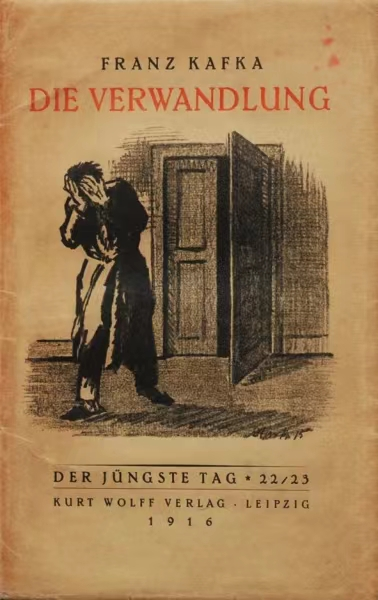 FRANZ KAFKA
DIE VERWANDLUNG
DER JÜNGSTE TAG * 22/23
KURT WOLFF VERLAG · LEIPZIG
1916